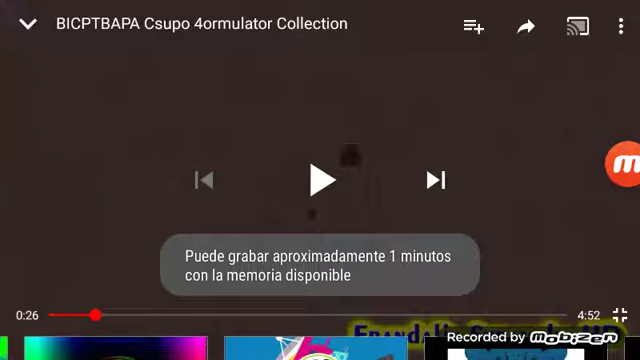 BICPTBAPA Csupo 4ormulator Collection
Puede grabar aproximadamente 1 minutos
con la memoria disponible
0:26
4:52
Recorded by mobizen